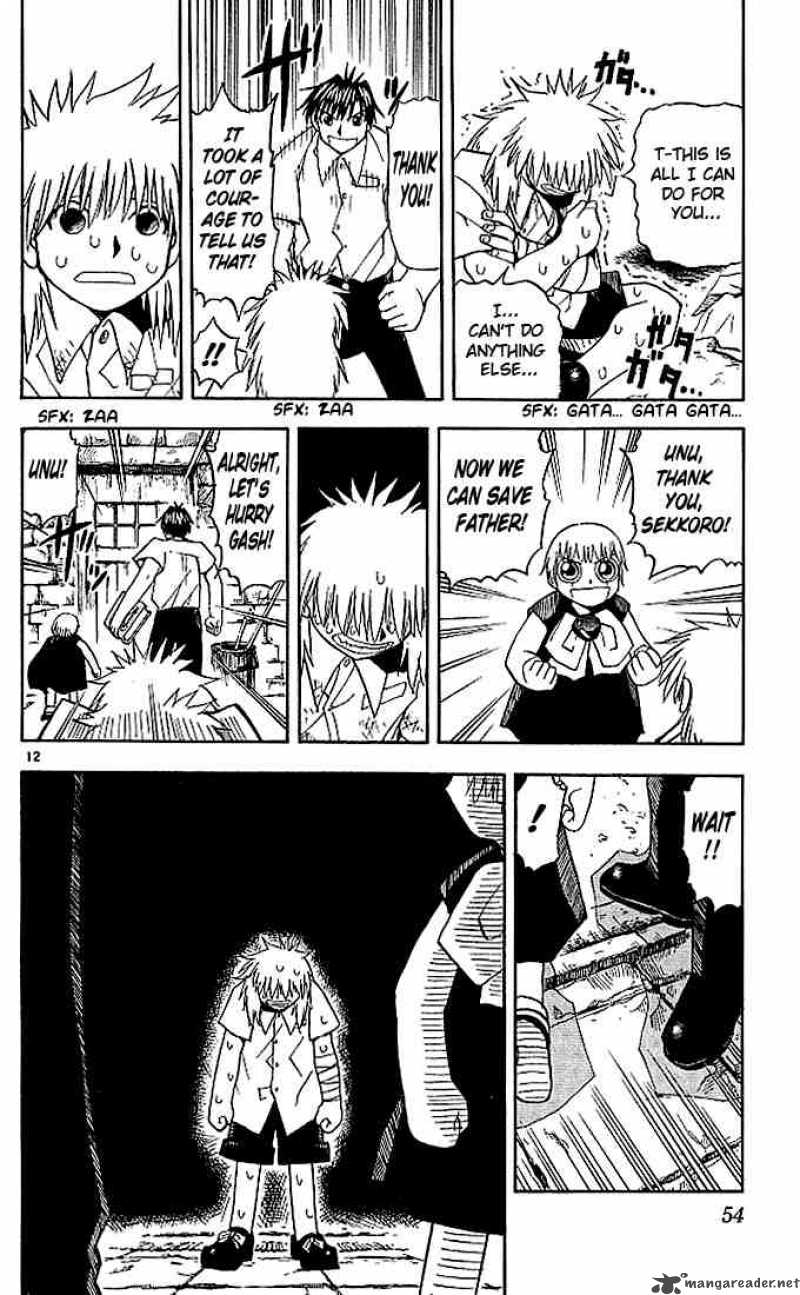 ガタ...
T-THIS IS
ALL I CAN
DO FOR
YOU...
I...
CAN'T DO
ANYTHING
ELSE...
ガタ
ガタ...
SFX: GATA... GATA GATA...
THANK
YOU!
IT
TOOK A
LOT OF
COUR-
AGE TO
TELL US
THAT!
!!
SFX: ZAA
SFX: ZAA
UNU,
THANK
YOU,
SEKKORO!
NOW WE
CAN SAVE
FATHER!
ALRIGHT,
LET'S
HURRY
GASH!
UNU!
12
WAIT
!!
!
54
mangareader.net